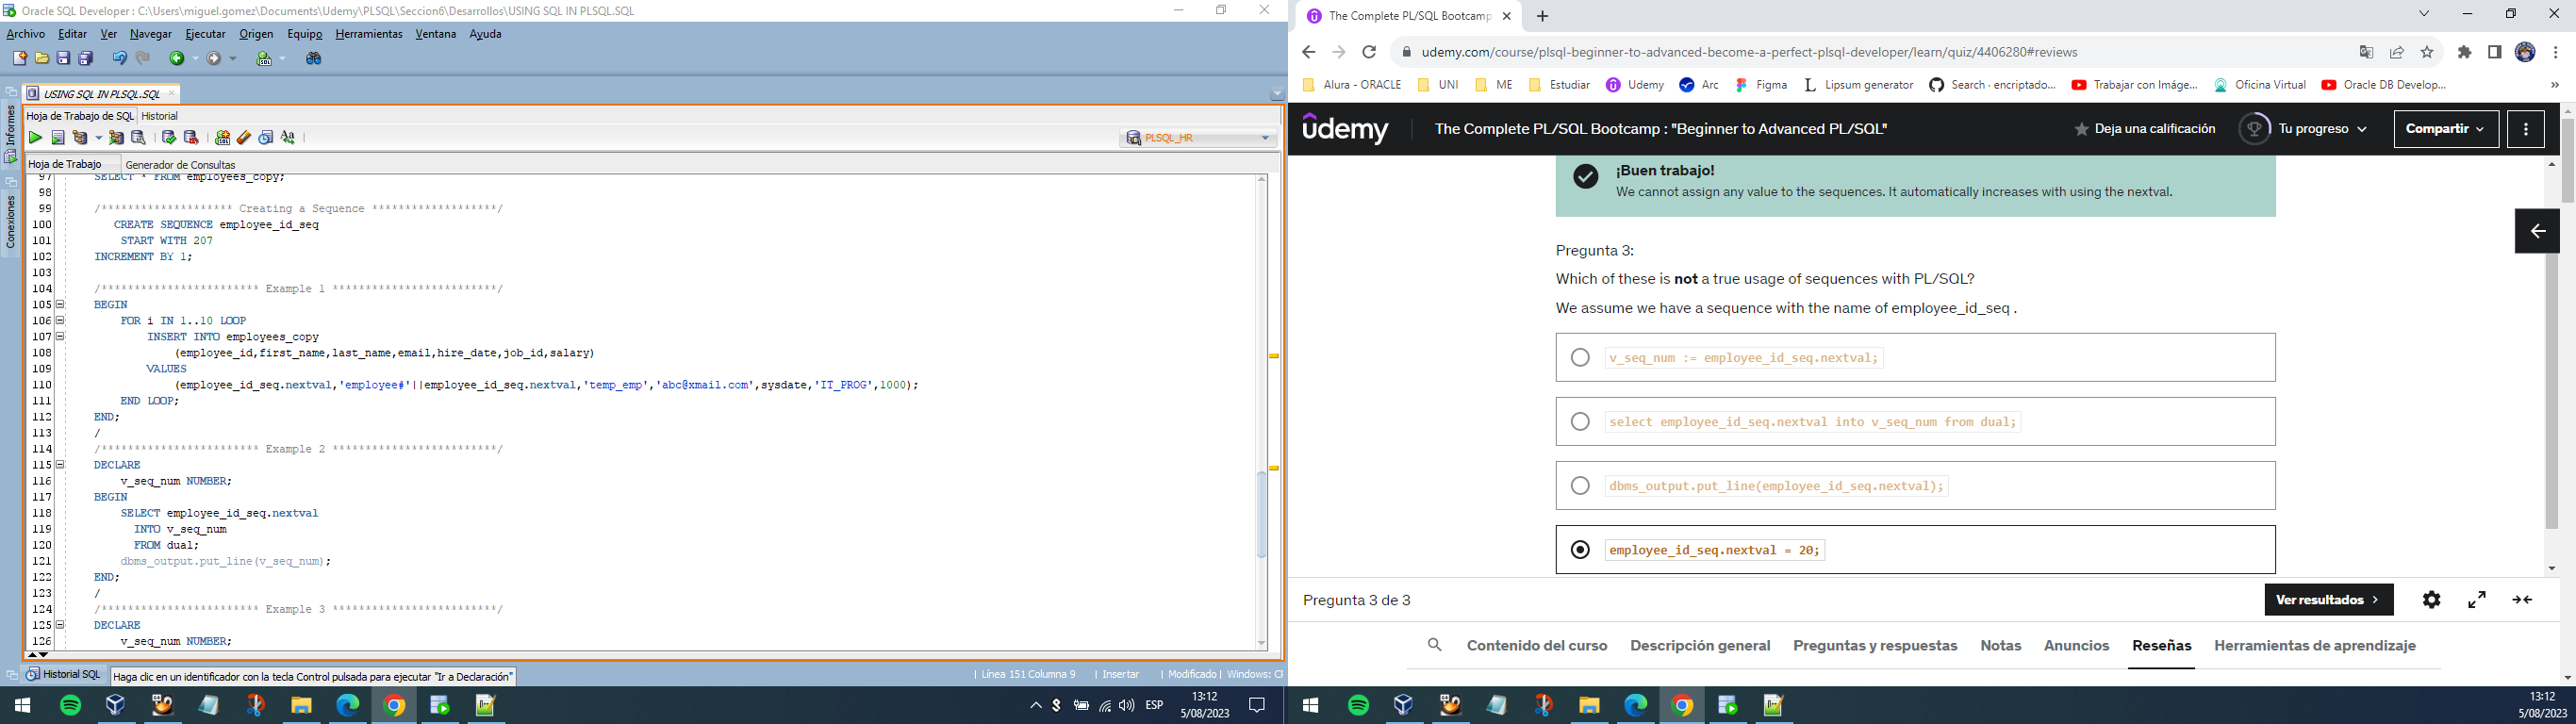 Oracle SQL Developer : C:\Users\miguel.gomez\Documents\Udemy\PLSQL\Seccion6\Desarrollos\USING SQL IN PLSQL.SQL
Archivo Editar Ver Navegar Ejecutar Origen Equipo Herramientas Ventana Ayuda
USING SQL IN PLSQL.SQL
Informes
Conexiones
Hoja de Trabajo de SQL Historial
PLSQL_HR
Hoja de Trabajo Generador de Consultas
97 SELECT * FROM employees_copy;
98
99 /******************** Creating a Sequence *******************/
100 CREATE SEQUENCE employee_id_seq
101 START WITH 207
102 INCREMENT BY 1;
103
104 /************************ Example 1 *************************/
105 BEGIN
106 FOR i IN 1..10 LOOP
107 INSERT INTO employees_copy
108 (employee_id,first_name,last_name,email,hire_date,job_id,salary)
109 VALUES
110 (employee_id_seq.nextval,'employee#'||employee_id_seq.nextval,'temp_emp','abc@xmail.com',sysdate,'IT_PROG',1000);
111 END LOOP;
112 END;
113 /
114 /************************ Example 2 *************************/
115 DECLARE
116 v_seq_num NUMBER;
117 BEGIN
118 SELECT employee_id_seq.nextval
119 INTO v_seq_num
120 FROM dual;
121 dbms_output.put_line(v_seq_num);
122 END;
123 /
124 /************************ Example 3 *************************/
125 DECLARE
126 v_seq_num NUMBER;
Historial SQL Haga clic en un identificador con la tecla Control pulsada para ejecutar "Ir a Declaración" Línea 151 Columna 9 Insertar Modificado Windows: CF
ESP 13:12
5/08/2023
The Complete PL/SQL Bootcamp
udemy.com/course/plsql-beginner-to-advanced-become-a-perfect-plsql-developer/learn/quiz/4406280#reviews
Alura - ORACLE UNI ME Estudiar Udemy Arc Figma Lipsum generator Search · encriptado... Trabajar con Imáge... Oficina Virtual Oracle DB Develop... »
udemy The Complete PL/SQL Bootcamp : "Beginner to Advanced PL/SQL" Deja una calificación Tu progreso Compartir
¡Buen trabajo!
We cannot assign any value to the sequences. It automatically increases with using the nextval.
Pregunta 3:
Which of these is not a true usage of sequences with PL/SQL?
We assume we have a sequence with the name of employee_id_seq .
v_seq_num := employee_id_seq.nextval;
select employee_id_seq.nextval into v_seq_num from dual;
dbms_output.put_line(employee_id_seq.nextval);
employee_id_seq.nextval = 20;
Pregunta 3 de 3 Ver resultados
Contenido del curso Descripción general Preguntas y respuestas Notas Anuncios Reseñas Herramientas de aprendizaje
13:12
5/08/2023